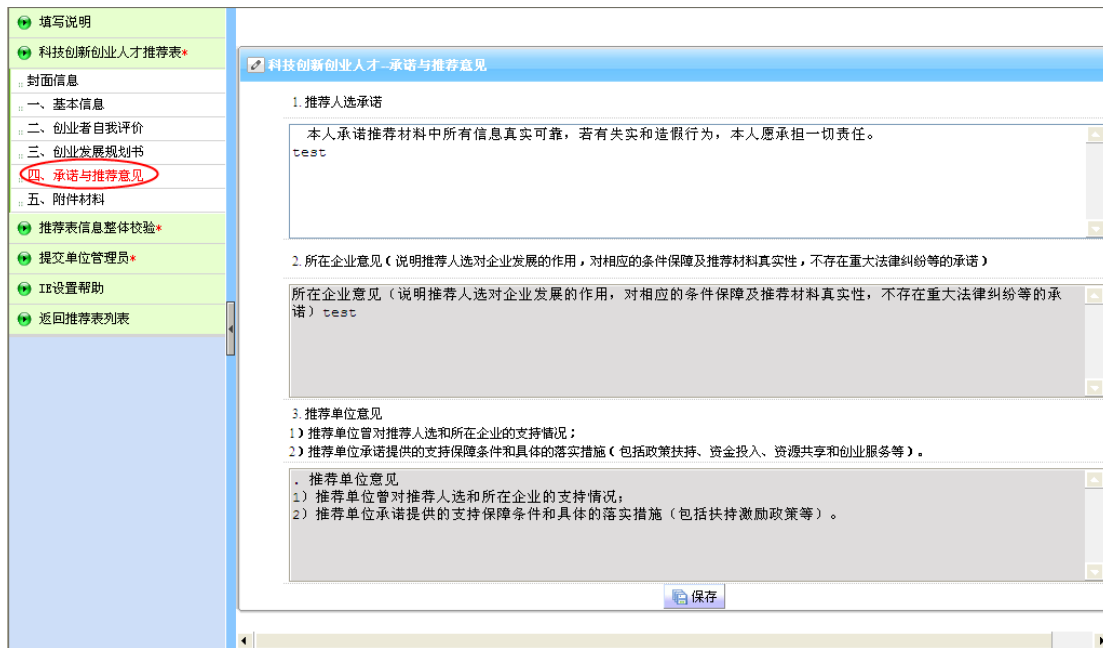 填写说明
科技创新创业人才推荐表*
封面信息
一、基本信息
二、创业者自我评价
三、创业发展规划书
四、承诺与推荐意见
五、附件材料
推荐表信息整体校验*
提交单位管理员*
IE设置帮助
返回推荐表列表
科技创新创业人才--承诺与推荐意见
1.推荐人选承诺
本人承诺推荐材料中所有信息真实可靠，若有失实和造假行为，本人愿承担一切责任。
test
2.所在企业意见(说明推荐人选对企业发展的作用，对相应的条件保障及推荐材料真实性，不存在重大法律纠纷等的承诺)
所在企业意见（说明推荐人选对企业发展的作用，对相应的条件保障及推荐材料真实性，不存在重大法律纠纷等的承
诺）test
3.推荐单位意见
1)推荐单位曾对推荐人选和所在企业的支持情况；
2)推荐单位承诺提供的支持保障条件和具体的落实措施(包括政策扶持、资金投入、资源共享和创业服务等)。
. 推荐单位意见
1）推荐单位曾对推荐人选和所在企业的支持情况；
2）推荐单位承诺提供的支持保障条件和具体的落实措施（包括扶持激励政策等）。
保存